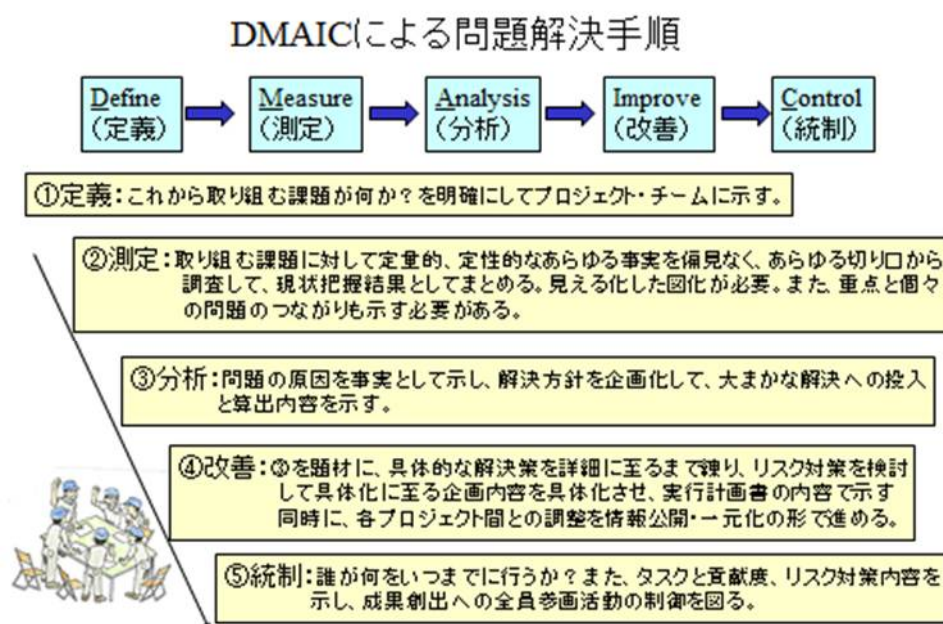 DMAICによる問題解決手順
Define
(定義)
Measure
(測定)
Analysis
(分析)
Improve
(改善)
Control
(統制)
①定義：これから取り組む課題が何か？を明確にしてプロジェクト・チームに示す。
②測定：取り組む課題に対して定量的、定性的なあらゆる事実を偏見なく、あらゆる切り口から
調査して、現状把握結果としてまとめる。見える化した図化が必要。また、重点と個々
の問題のつながりも示す必要がある。
③分析：問題の原因を事実として示し、解決方針を企画化して、大まかな解決への投入
と算出内容を示す。
④改善：③を題材に、具体的な解決策を詳細に至るまで練り、リスク対策を検討
して具体化に至る企画内容を具体化させ、実行計画書の内容で示す
同時に、各プロジェクト間との調整を情報公開・一元化の形で進める。
⑤統制：誰が何をいつまでに行うか？また、タスクと貢献度、リスク対策内容を
示し、成果創出への全員参画活動の制御を図る。